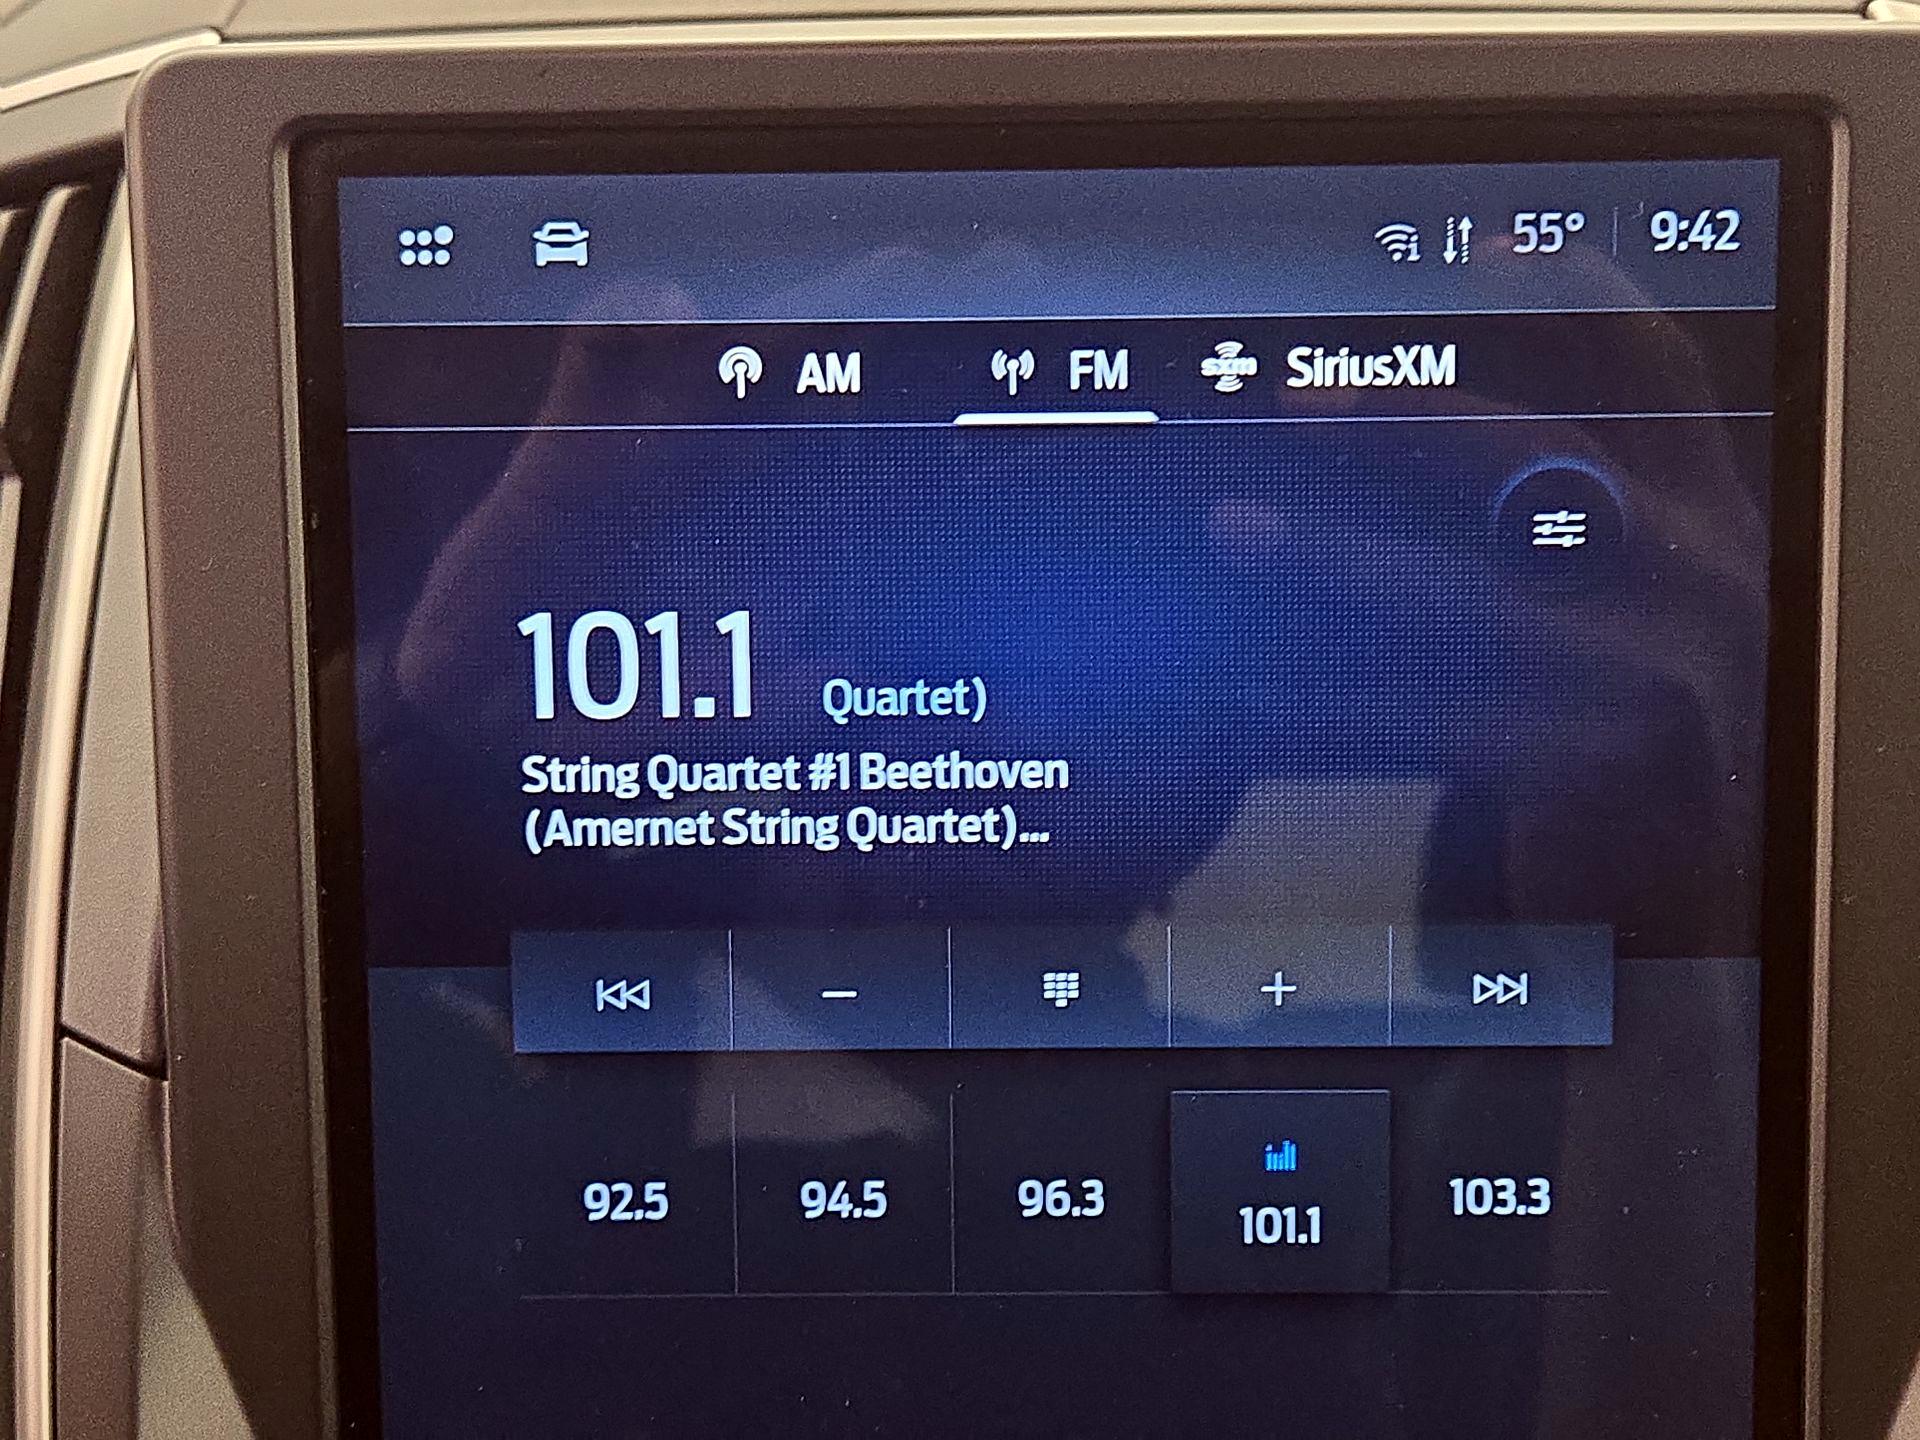 55° 9:42
AM FM sxm SiriusXM
101.1 Quartet)
String Quartet #1 Beethoven
(Amernet String Quartet)...
92.5 94.5 96.3 101.1 103.3